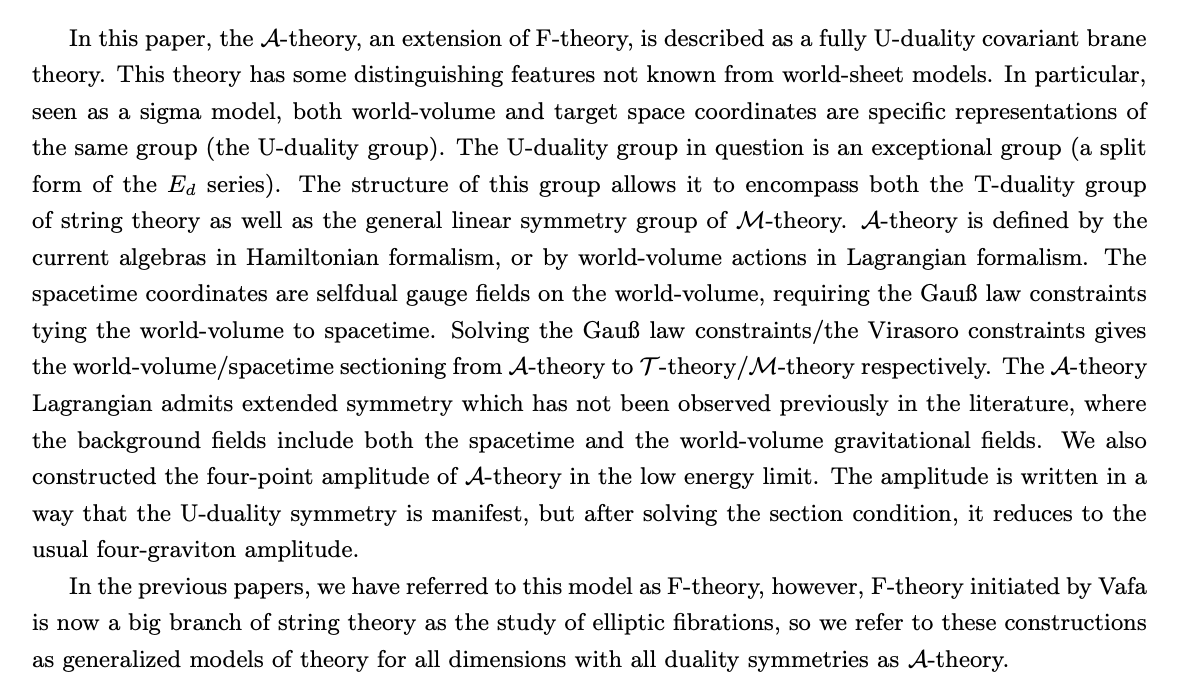 In this paper, the 𝒜-theory, an extension of F-theory, is described as a fully U-duality covariant brane
theory. This theory has some distinguishing features not known from world-sheet models. In particular,
seen as a sigma model, both world-volume and target space coordinates are specific representations of
the same group (the U-duality group). The U-duality group in question is an exceptional group (a split
form of the E_d series). The structure of this group allows it to encompass both the T-duality group
of string theory as well as the general linear symmetry group of ℳ-theory. 𝒜-theory is defined by the
current algebras in Hamiltonian formalism, or by world-volume actions in Lagrangian formalism. The
spacetime coordinates are selfdual gauge fields on the world-volume, requiring the Gauß law constraints
tying the world-volume to spacetime. Solving the Gauß law constraints/the Virasoro constraints gives
the world-volume/spacetime sectioning from 𝒜-theory to 𝒯-theory/ℳ-theory respectively. The 𝒜-theory
Lagrangian admits extended symmetry which has not been observed previously in the literature, where
the background fields include both the spacetime and the world-volume gravitational fields. We also
constructed the four-point amplitude of 𝒜-theory in the low energy limit. The amplitude is written in a
way that the U-duality symmetry is manifest, but after solving the section condition, it reduces to the
usual four-graviton amplitude.
In the previous papers, we have referred to this model as F-theory, however, F-theory initiated by Vafa
is now a big branch of string theory as the study of elliptic fibrations, so we refer to these constructions
as generalized models of theory for all dimensions with all duality symmetries as 𝒜-theory.